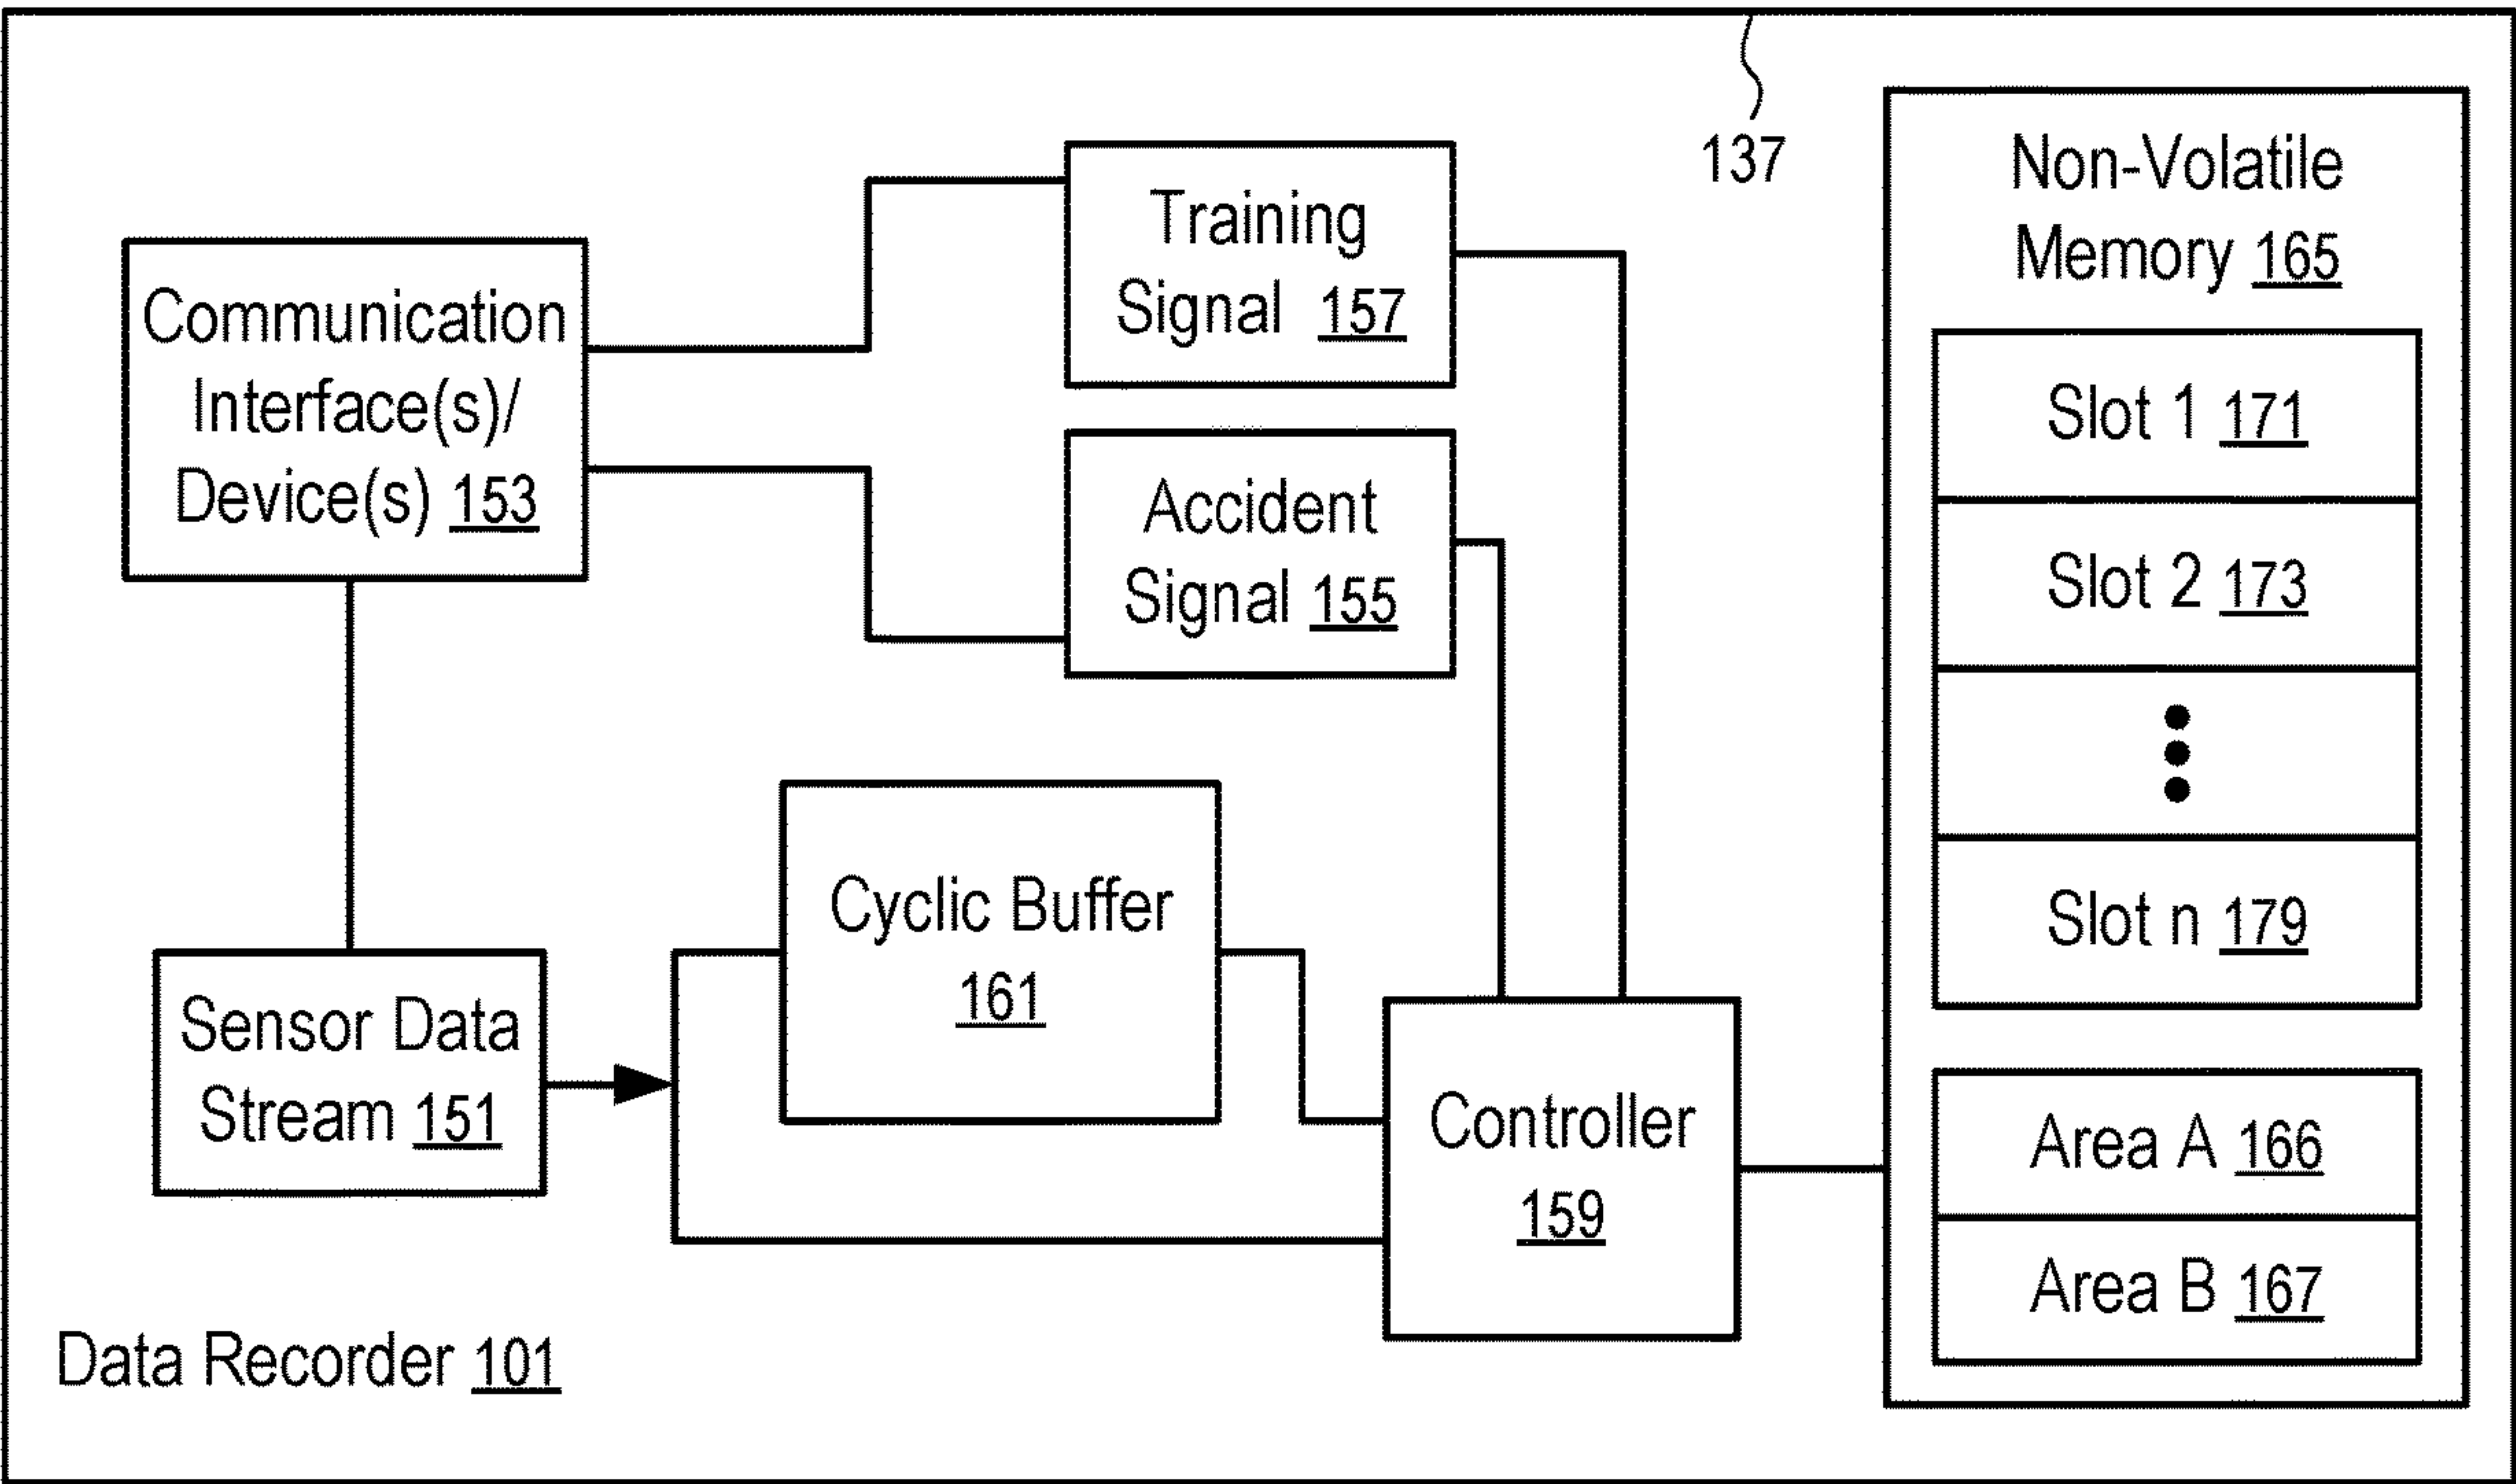 137
Communication
Interface(s)/
Device(s) 153
Training
Signal 157
Accident
Signal 155
Sensor Data
Stream 151
Cyclic Buffer
161
Controller
159
Non-Volatile
Memory 165
Slot 1 171
Slot 2 173
Slot n 179
Area A 166
Area B 167
Data Recorder 101